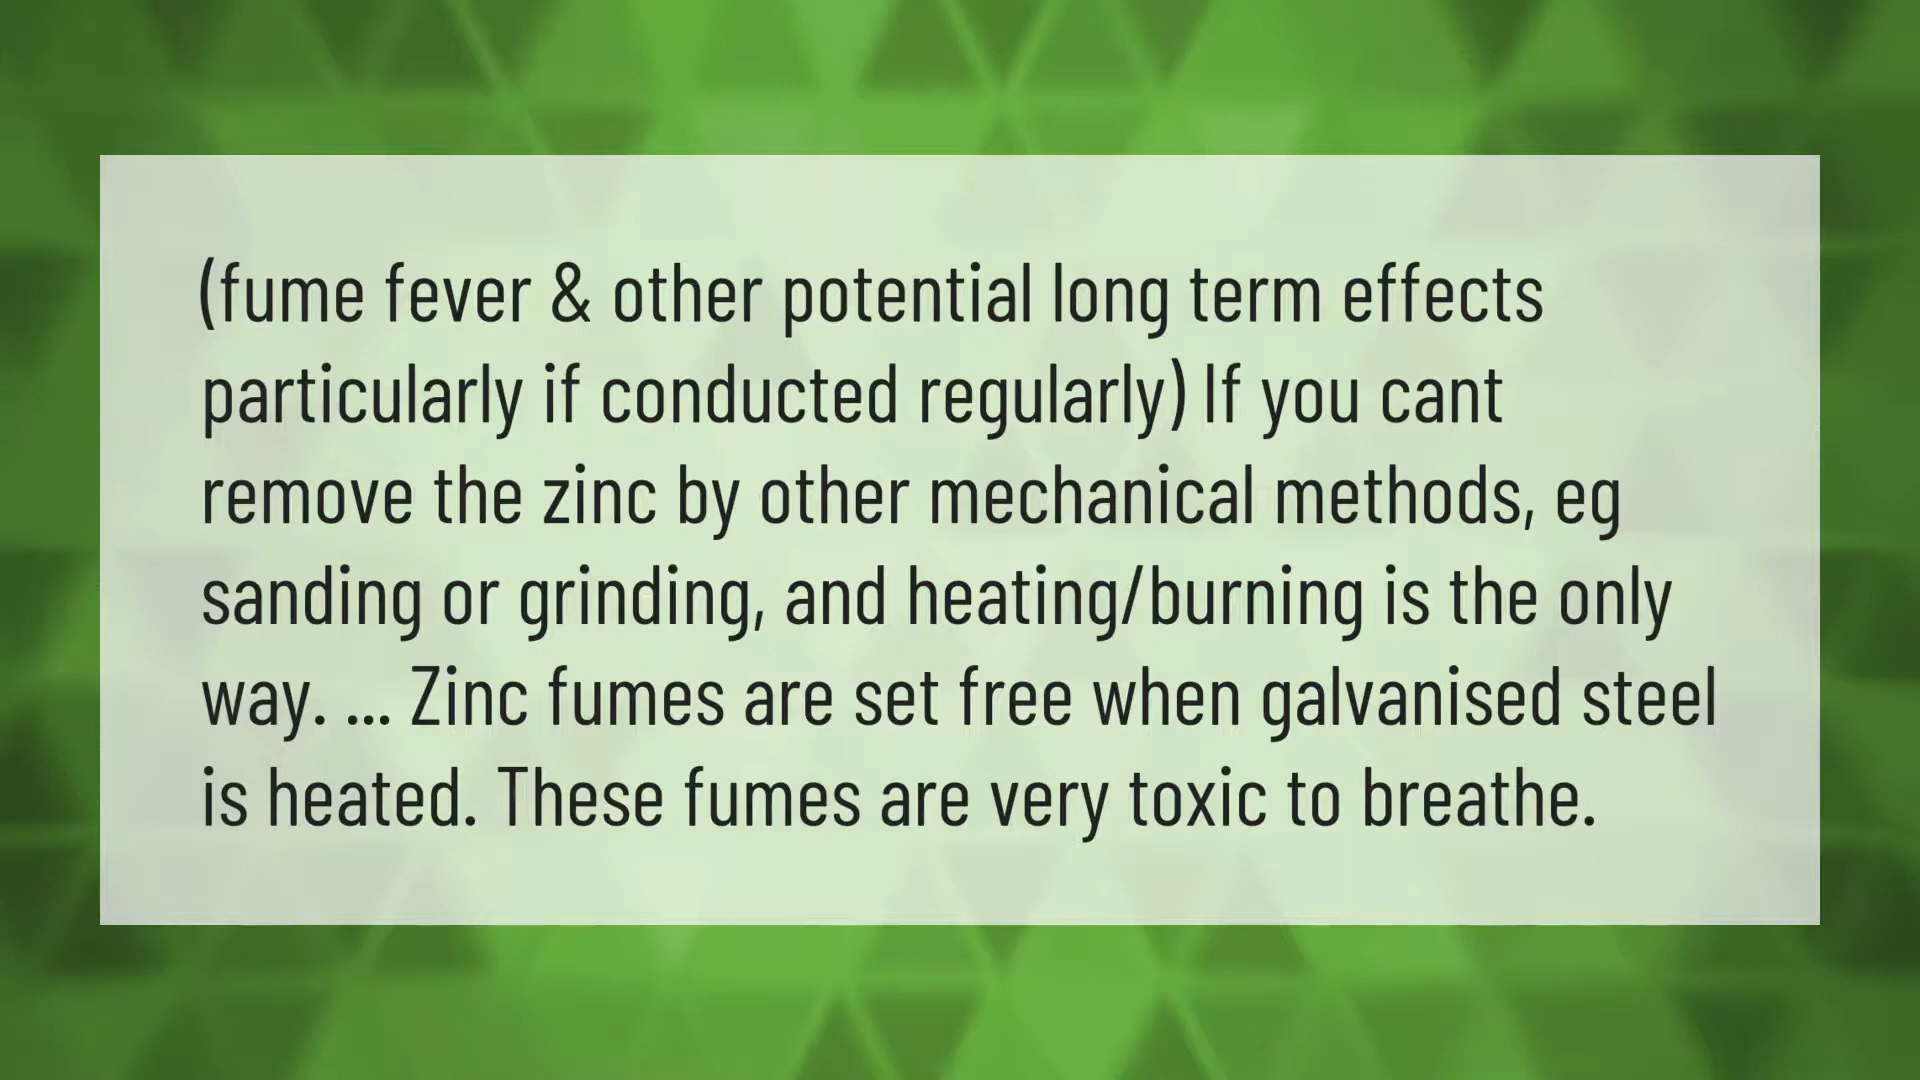 (fume fever & other potential long term effects
particularly if conducted regularly) If you cant
remove the zinc by other mechanical methods, eg
sanding or grinding, and heating/burning is the only
way. ... Zinc fumes are set free when galvanised steel
is heated. These fumes are very toxic to breathe.